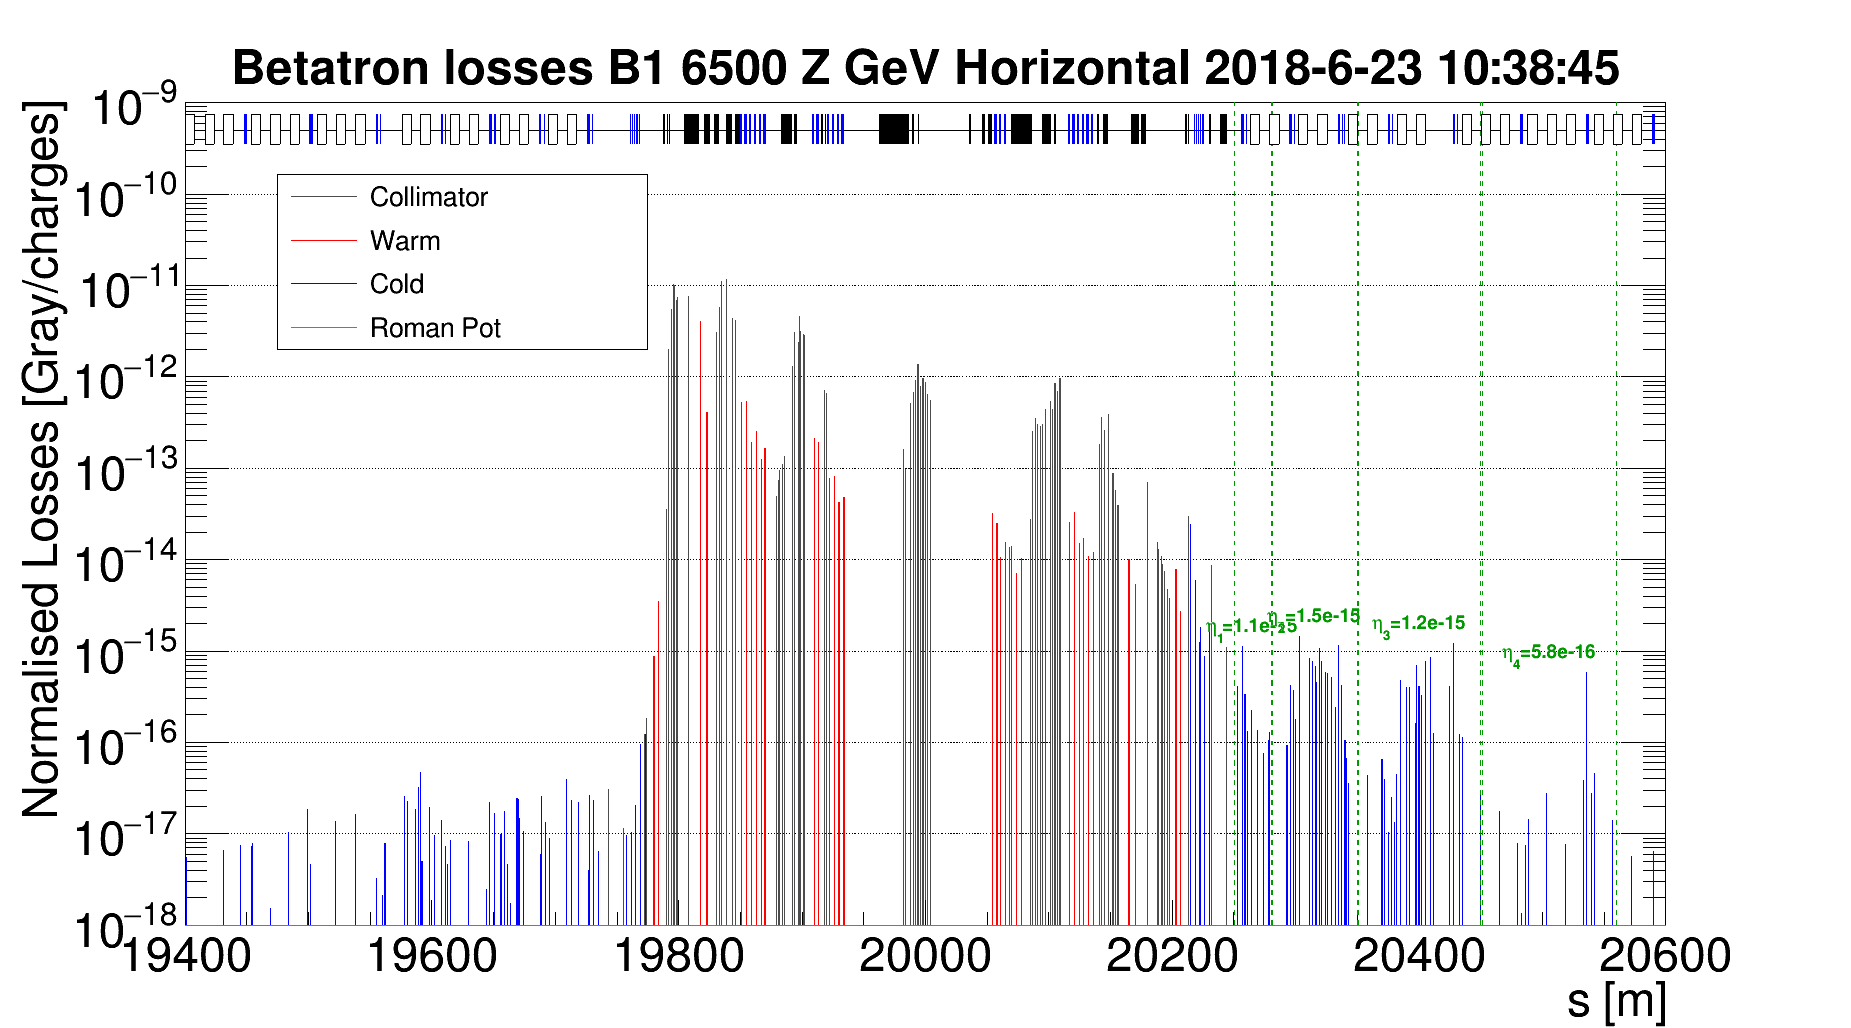 Betatron losses B1 6500 Z GeV Horizontal 2018-6-23 10:38:45
Normalised Losses [Gray/charges]
10−9
10−10
10−11
10−12
10−13
10−14
10−15
10−16
10−17
10−18
Collimator
Warm
Cold
Roman Pot
η1=1.1e-15
η2=1.5e-15
η3=1.2e-15
η4=5.8e-16
19400
19600
19800
20000
20200
20400
20600
s [m]